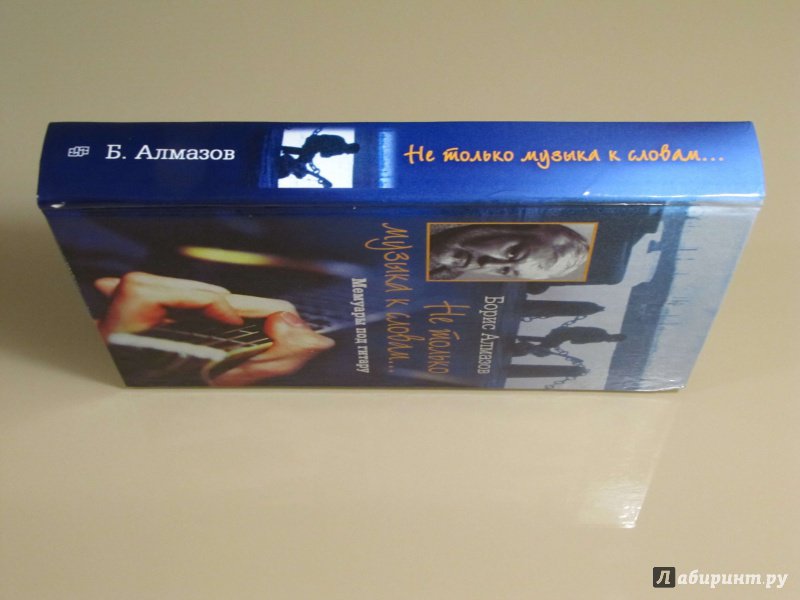 Б. Алмазов
Не только музыка к словам...
Борис Алмазов
Не только
музыка к словам...
Мемуары под гитару
Лабиринт.ру